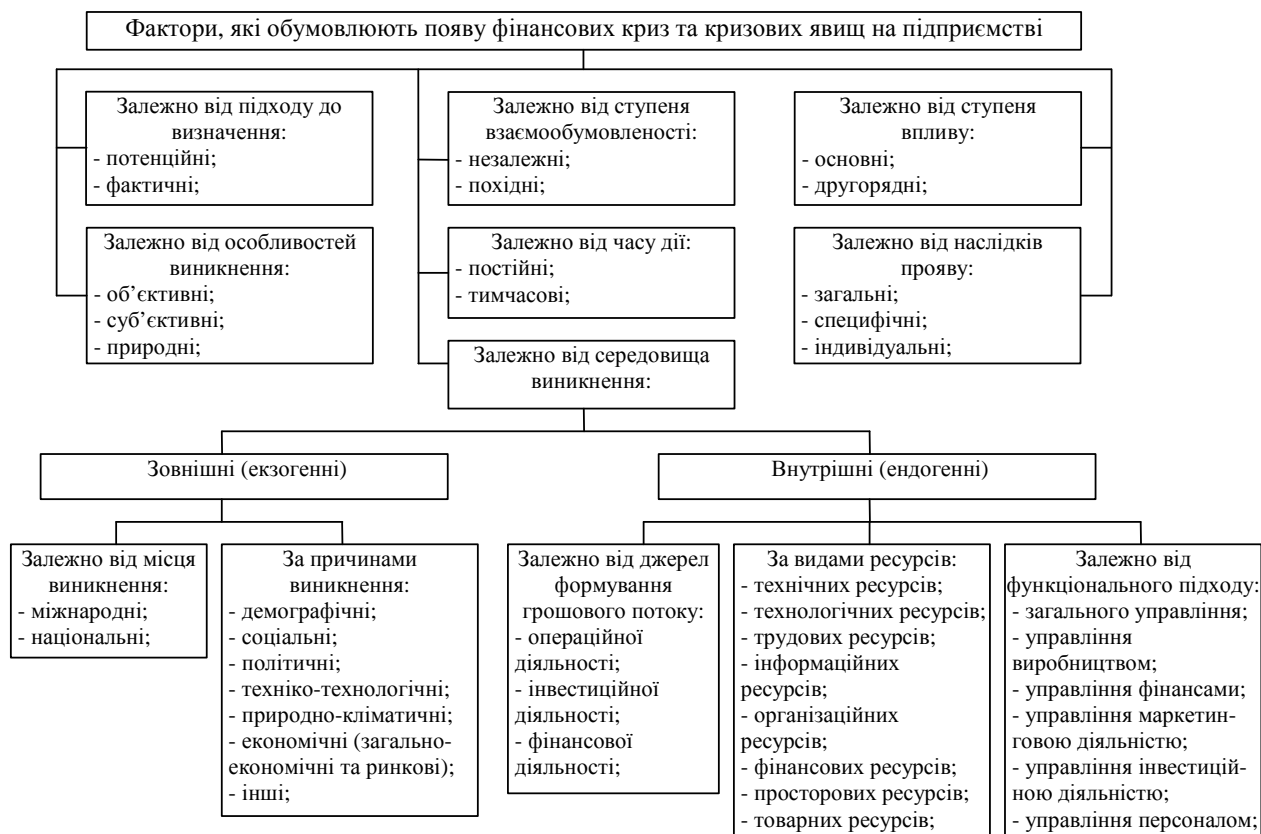 Фактори, які обумовлюють появу фінансових криз та кризових явищ на підприємстві
Залежно від підходу до
визначення:
- потенційні;
- фактичні;
Залежно від ступеня
взаємообумовленості:
- незалежні;
- похідні;
Залежно від ступеня
впливу:
- основні;
- другорядні;
Залежно від особливостей
виникнення:
- об’єктивні;
- суб’єктивні;
- природні;
Залежно від часу дії:
- постійні;
- тимчасові;
Залежно від наслідків
прояву:
- загальні;
- специфічні;
- індивідуальні;
Залежно від середовища
виникнення:
Зовнішні (екзогенні)
Внутрішні (ендогенні)
Залежно від місця
виникнення:
- міжнародні;
- національні;
За причинами
виникнення:
- демографічні;
- соціальні;
- політичні;
- техніко-технологічні;
- природно-кліматичні;
- економічні (загально-
економічні та ринкові);
- інші;
Залежно від джерел
формування
грошового потоку:
- операційної
діяльності;
- інвестиційної
діяльності;
- фінансової
діяльності;
За видами ресурсів:
- технічних ресурсів;
- технологічних ресурсів;
- трудових ресурсів;
- інформаційних
ресурсів;
- організаційних
ресурсів;
- фінансових ресурсів;
- просторових ресурсів;
- товарних ресурсів;
Залежно від
функціонального підходу:
- загального управління;
- управління
виробництвом;
- управління фінансами;
- управління маркетин-
говою діяльністю;
- управління інвестицій-
ною діяльністю;
- управління персоналом;